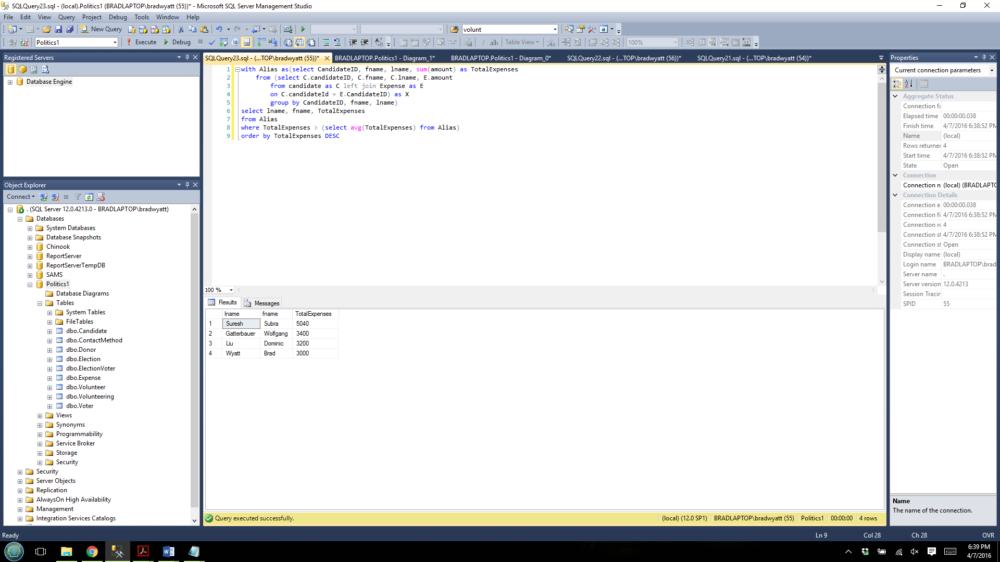 SQLQuery23.sql - (local).Politics1 (BRADLAPTOP\bradwyatt (55))* - Microsoft SQL Server Management Studio
File Edit View Query Project Debug Tools Window Help
New Query volunt
Politics1 Execute Debug Table View 100%
Registered Servers
Database Engine
Object Explorer
Connect
. (SQL Server 12.0.4213.0 - BRADLAPTOP\bradwyatt)
Databases
System Databases
Database Snapshots
Chinook
ReportServer
ReportServerTempDB
SAMS
Politics1
Database Diagrams
Tables
System Tables
FileTables
dbo.Candidate
dbo.ContactMethod
dbo.Donor
dbo.Election
dbo.ElectionVoter
dbo.Expense
dbo.Volunteer
dbo.Volunteering
dbo.Voter
Views
Synonyms
Programmability
Service Broker
Storage
Security
Security
Server Objects
Replication
AlwaysOn High Availability
Management
Integration Services Catalogs
SQLQuery23.sql - (...TOP\bradwyatt (55))* BRADLAPTOP.Politics1 - Diagram_1* BRADLAPTOP.Politics1 - Diagram_0* SQLQuery22.sql - (...TOP\bradwyatt (56))* SQLQuery21.sql - (...TOP\bradwyatt (54))*
1 with Alias as(select CandidateID, fname, lname, sum(amount) as TotalExpenses
2 from (select C.candidateID, C.fname, C.lname, E.amount
3 from candidate as C left join Expense as E
4 on C.candidateId = E.CandidateID) as X
5 group by CandidateID, fname, lname)
6 select lname, fname, TotalExpenses
7 from Alias
8 where TotalExpenses > (select avg(TotalExpenses) from Alias)
9 order by TotalExpenses DESC
100 %
Results Messages
lname fname TotalExpenses
1 Suresh Subra 5040
2 Gatterbauer Wolfgang 3400
3 Liu Dominic 3200
4 Wyatt Brad 3000
Query executed successfully. (local) (12.0 SP1) BRADLAPTOP\bradwyatt (55) Politics1 00:00:00 4 rows
Properties
Current connection parameters
Aggregate Status
Connection fa
Elapsed time 00:00:00.038
Finish time 4/7/2016 6:38:52 PM
Name (local)
Rows returned 4
Start time 4/7/2016 6:38:52 PM
State Open
Connection
Connection n (local) (BRADLAPTO
Connection Details
Connection e 00:00:00.038
Connection fi 4/7/2016 6:38:52 PM
Connection ro 4
Connection st 4/7/2016 6:38:52 PM
Connection st Open
Display name (local)
Login name BRADLAPTOP\brad
Server name .
Server version 12.0.4213
Session Tracin
SPID 55
Name
The name of the connection.
Ready Ln 9 Col 28 Ch 28 OVR
6:39 PM
4/7/2016